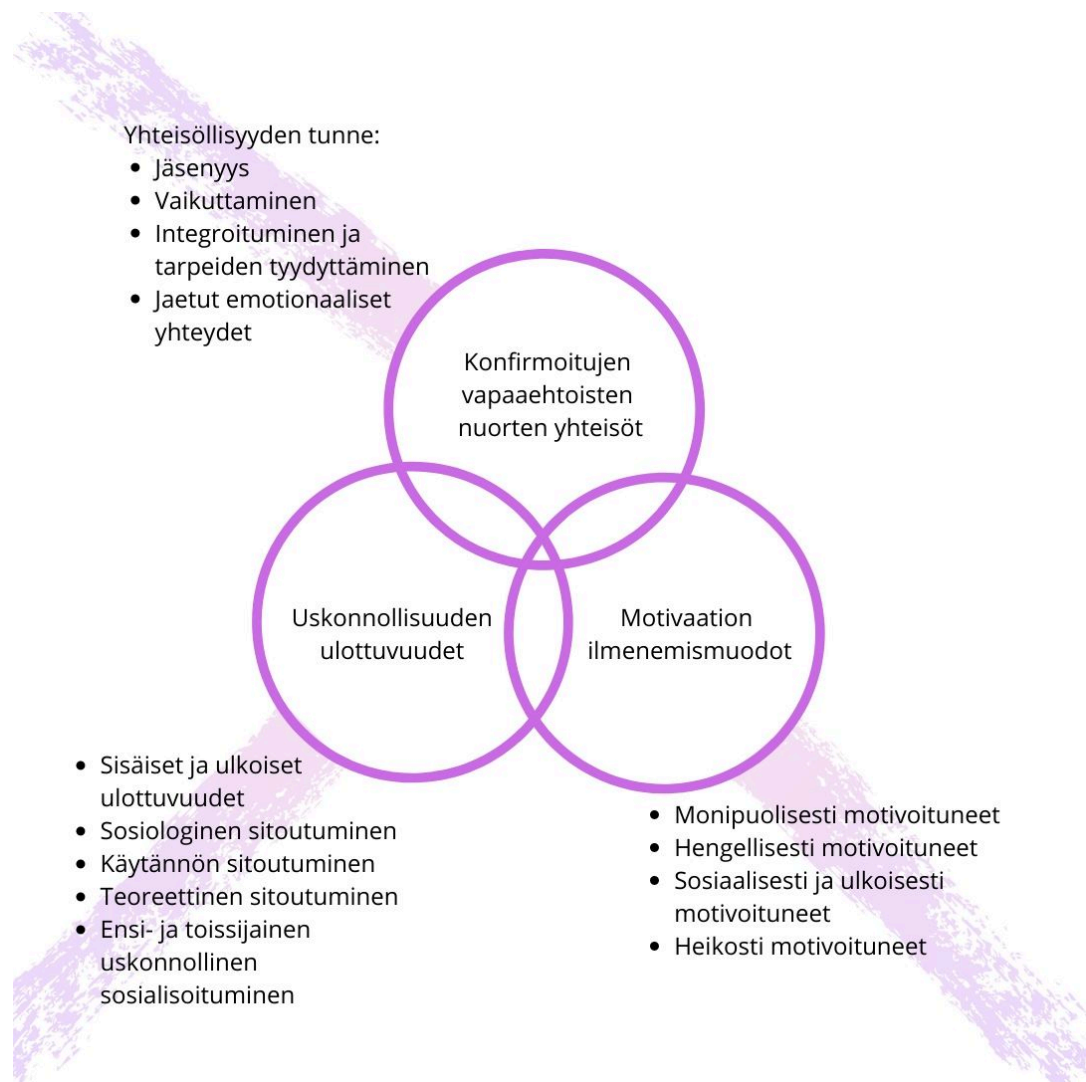 Yhteisöllisyyden tunne:
• Jäsenyys
• Vaikuttaminen
• Integroituminen ja
tarpeiden tyydyttäminen
• Jaetut emotionaaliset
yhteydet
Konfirmoitujen
vapaaehtoisten
nuorten yhteisöt
Uskonnollisuuden
ulottuvuudet
Motivaation
ilmenemismuodot
• Sisäiset ja ulkoiset
ulottuvuudet
• Sosiologinen sitoutuminen
• Käytännön sitoutuminen
• Teoreettinen sitoutuminen
• Ensi- ja toissijainen
uskonnollinen
sosialisoituminen
• Monipuolisesti motivoituneet
• Hengellisesti motivoituneet
• Sosiaalisesti ja ulkoisesti
motivoituneet
• Heikosti motivoituneet